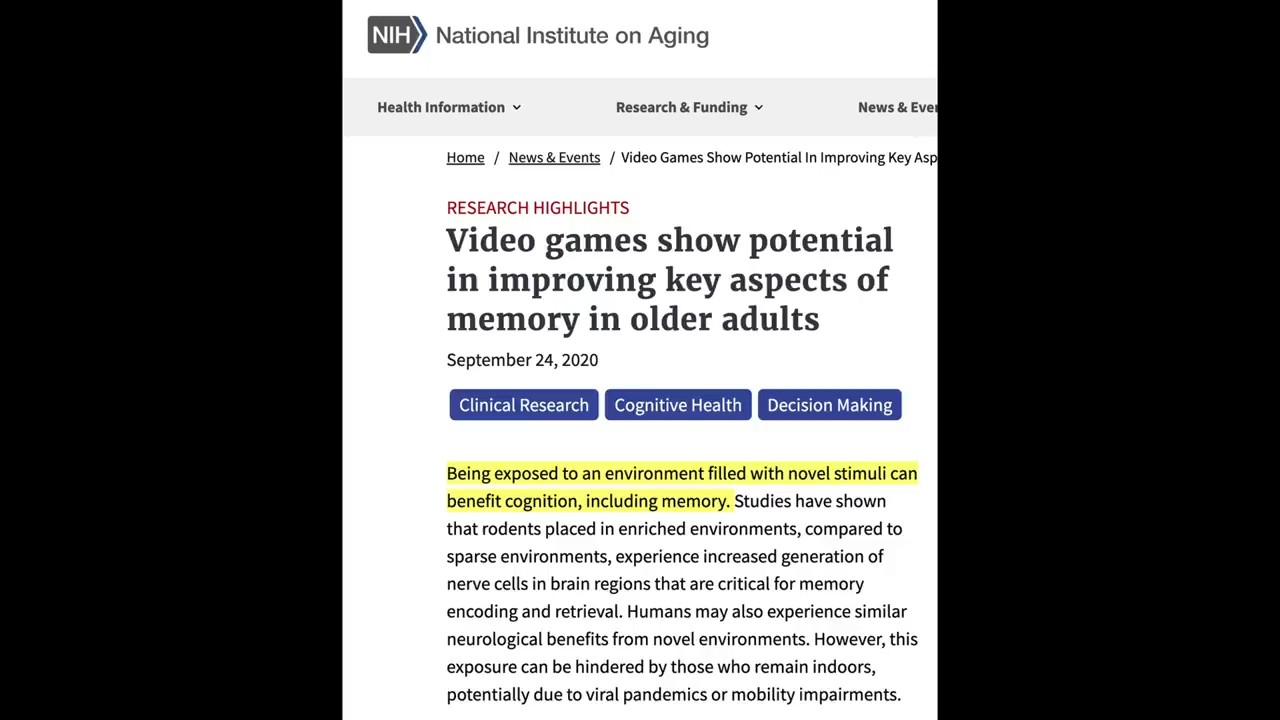 NIH National Institute on Aging
Health Information Research & Funding News & Even
Home / News & Events / Video Games Show Potential In Improving Key Asp
RESEARCH HIGHLIGHTS
Video games show potential
in improving key aspects of
memory in older adults
September 24, 2020
Clinical Research Cognitive Health Decision Making
Being exposed to an environment filled with novel stimuli can
benefit cognition, including memory. Studies have shown
that rodents placed in enriched environments, compared to
sparse environments, experience increased generation of
nerve cells in brain regions that are critical for memory
encoding and retrieval. Humans may also experience similar
neurological benefits from novel environments. However, this
exposure can be hindered by those who remain indoors,
potentially due to viral pandemics or mobility impairments.